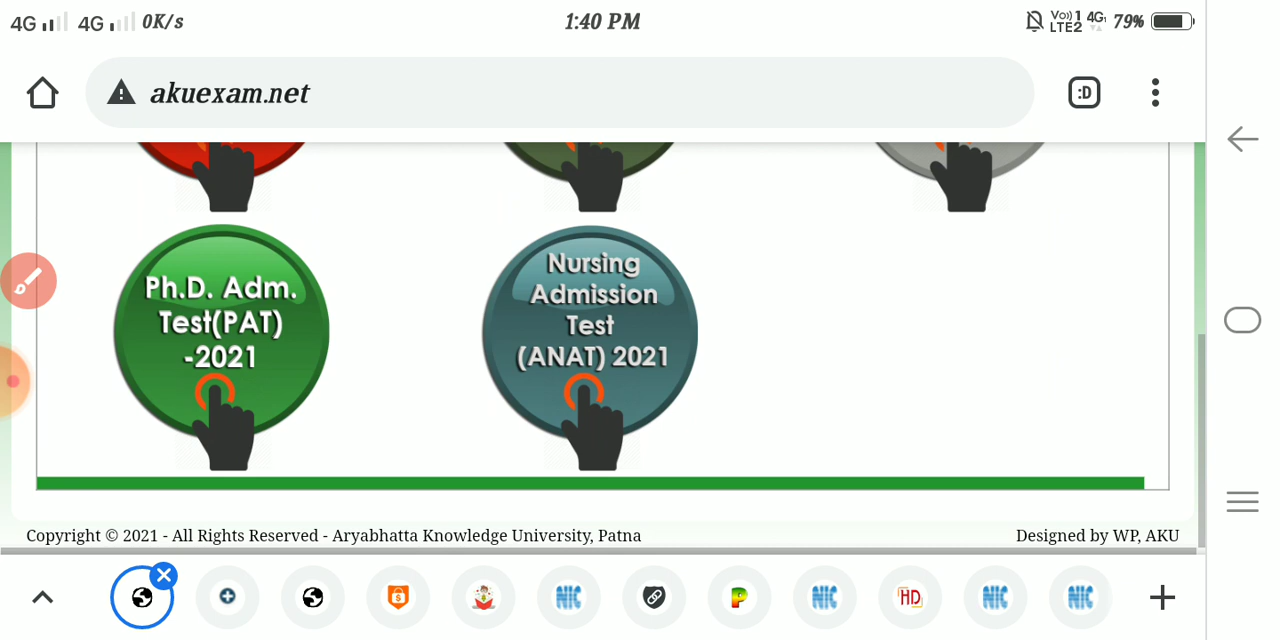 4G 4G 0K/s 1:40 PM Vo) 1 4G 79%
LTE2
akuexam.net :D
Ph.D. Adm.
Test(PAT)
-2021
Nursing
Admission
Test
(ANAT) 2021
Copyright © 2021 - All Rights Reserved - Aryabhatta Knowledge University, Patna Designed by WP, AKU
NIC P NIC HD NIC NIC